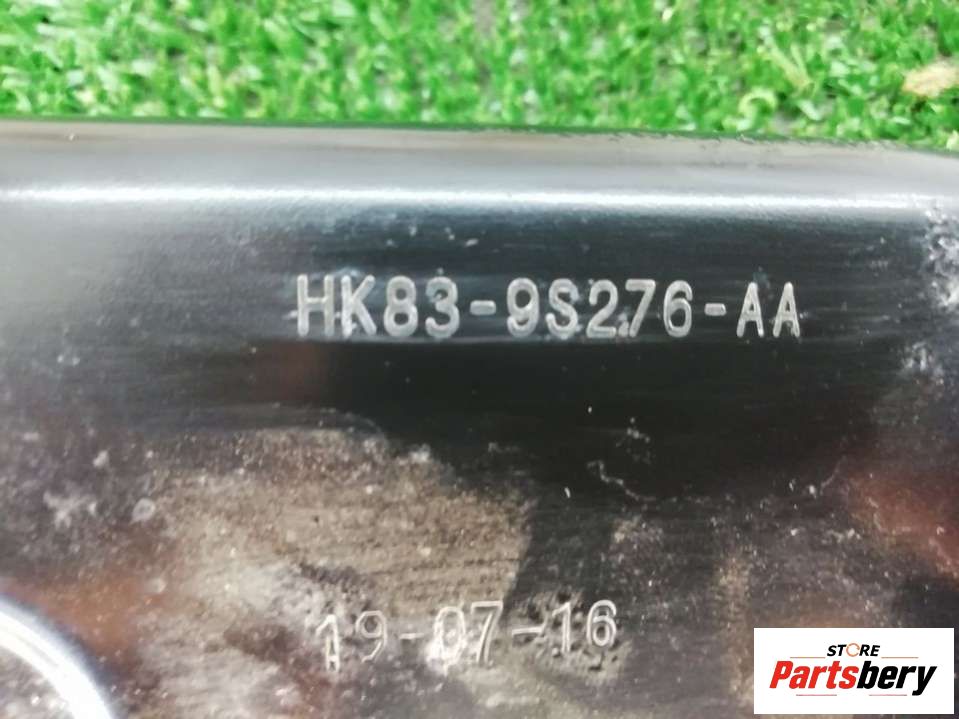 HK83-9S276-AA
19-07-16
STORE
Partsbery